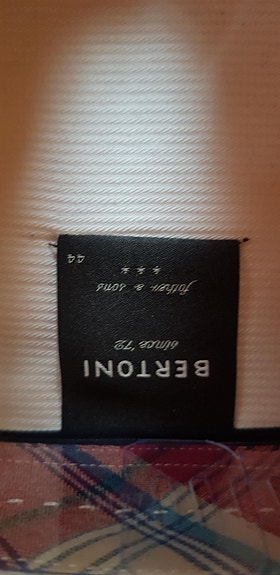 BERTONI
since '72
father & sons
★ ★ ★
44